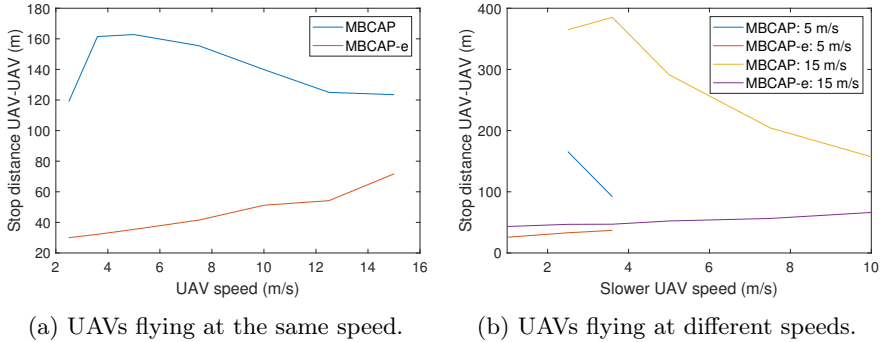 180
160
140
120
100
80
60
40
20
2 4 6 8 10 12 14 16
Stop distance UAV-UAV (m)
UAV speed (m/s)
MBCAP
MBCAP-e
(a) UAVs flying at the same speed.
400
300
200
100
0
2 4 6 8 10
Stop distance UAV-UAV (m)
Slower UAV speed (m/s)
MBCAP: 5 m/s
MBCAP-e: 5 m/s
MBCAP: 15 m/s
MBCAP-e: 15 m/s
(b) UAVs flying at different speeds.